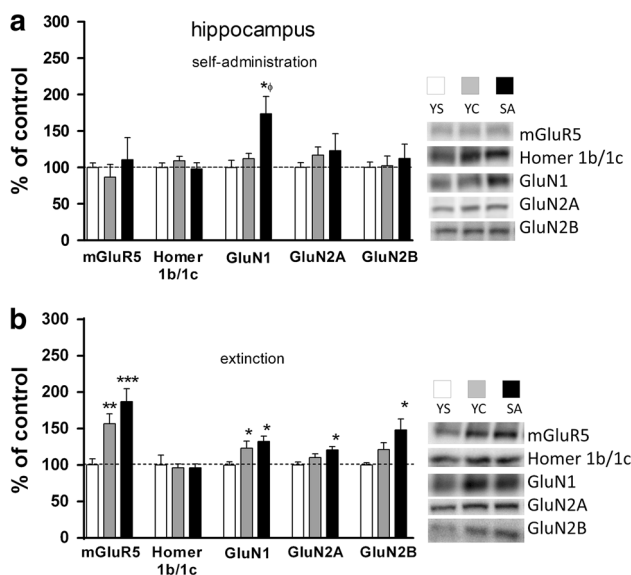 a
hippocampus
self-administration
% of control
300
250
200
150
100
50
0
*ϕ
mGluR5 Homer 1b/1c GluN1 GluN2A GluN2B
YS YC SA
mGluR5
Homer 1b/1c
GluN1
GluN2A
GluN2B
b
extinction
% of control
300
250
200
150
100
50
0
** *** * * * *
mGluR5 Homer 1b/1c GluN1 GluN2A GluN2B
YS YC SA
mGluR5
Homer 1b/1c
GluN1
GluN2A
GluN2B